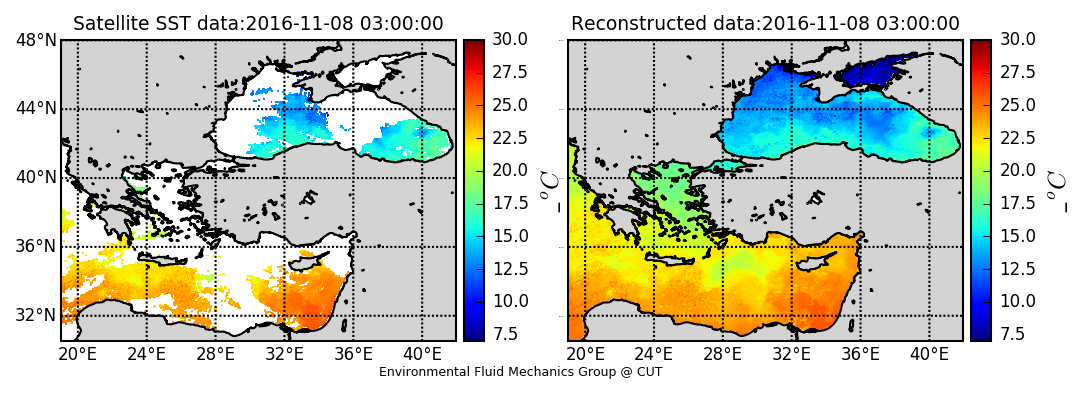 Satellite SST data:2016-11-08 03:00:00
48°N
44°N
40°N
36°N
32°N
20°E 24°E 28°E 32°E 36°E 40°E
30.0
27.5
25.0
22.5
20.0
17.5
15.0
12.5
10.0
7.5
_°C
Reconstructed data:2016-11-08 03:00:00
20°E 24°E 28°E 32°E 36°E 40°E
30.0
27.5
25.0
22.5
20.0
17.5
15.0
12.5
10.0
7.5
_°C
Environmental Fluid Mechanics Group @ CUT